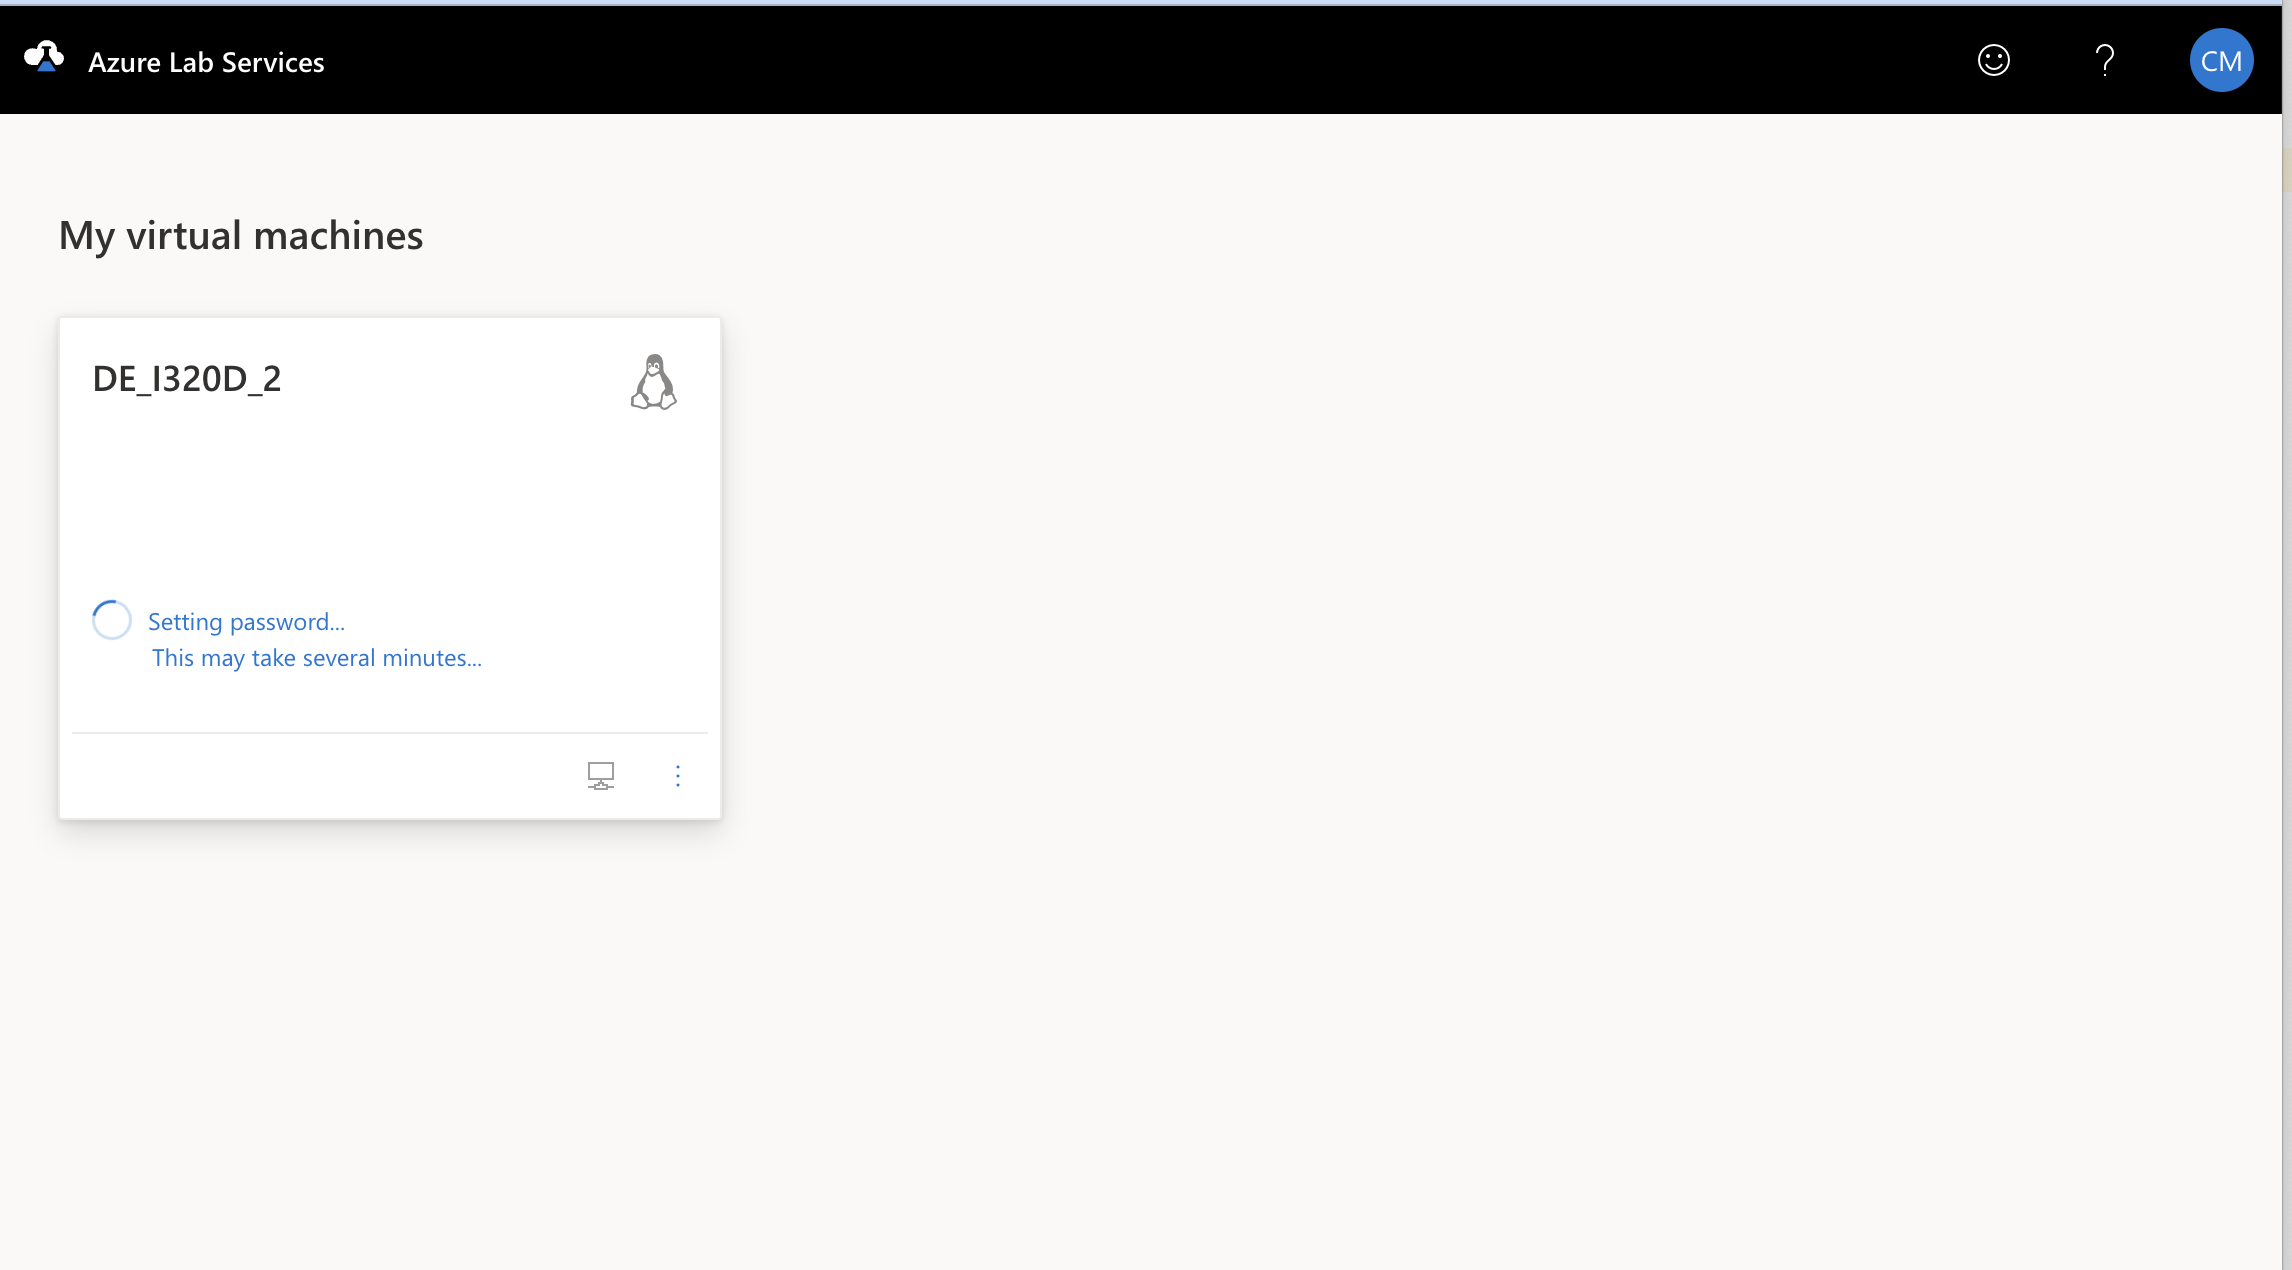 Azure Lab Services
CM
My virtual machines
DE_I320D_2
Setting password...
This may take several minutes...